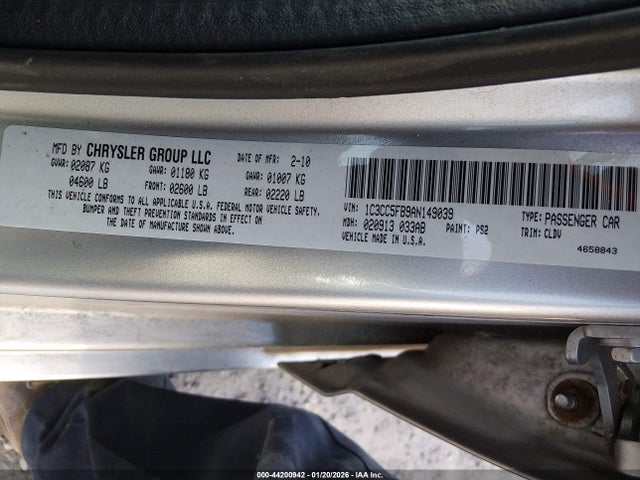 MFD BY CHRYSLER GROUP LLC DATE OF MFR: 2-10
GVWR: 02087 KG GAWR: 01180 KG GAWR: 01007 KG
04600 LB FRONT: 02600 LB REAR: 02220 LB
THIS VEHICLE CONFORMS TO ALL APPLICABLE U.S.A. FEDERAL MOTOR VEHICLE SAFETY,
BUMPER AND THEFT PREVENTION STANDARDS IN EFFECT ON
THE DATE OF MANUFACTURE SHOWN ABOVE.
VIN: 1C3CC5FB9AN149039 TYPE: PASSENGER CAR
MDH: 020913 033AB PAINT: PS2 TRIM: CLDV
VEHICLE MADE IN U.S.A. 4658843
000-44200942 - 01/20/2026 - IAAI HOLDINGS, LLC